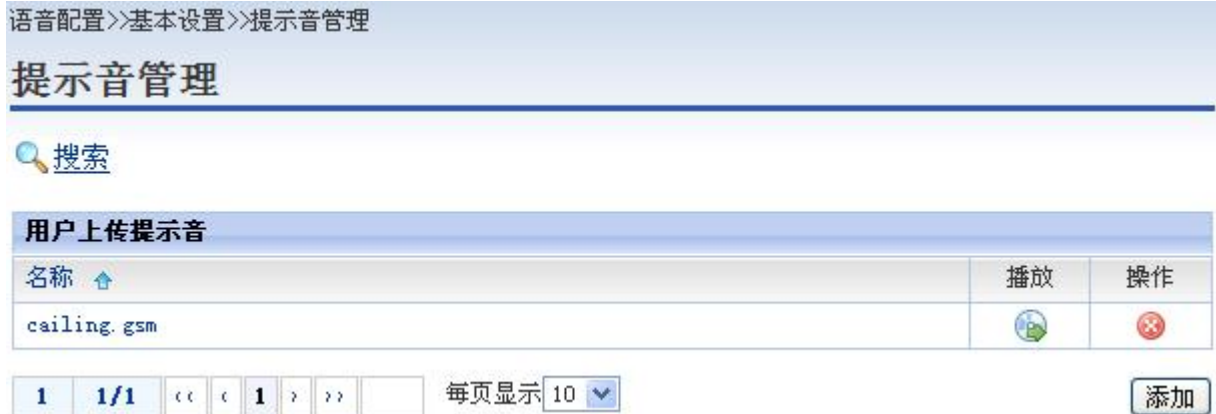 语音配置>>基本设置>>提示音管理
提示音管理
搜索
用户上传提示音
名称 播放 操作
cailing.gsm
1 1/1 << < 1 > >> 每页显示 10 添加